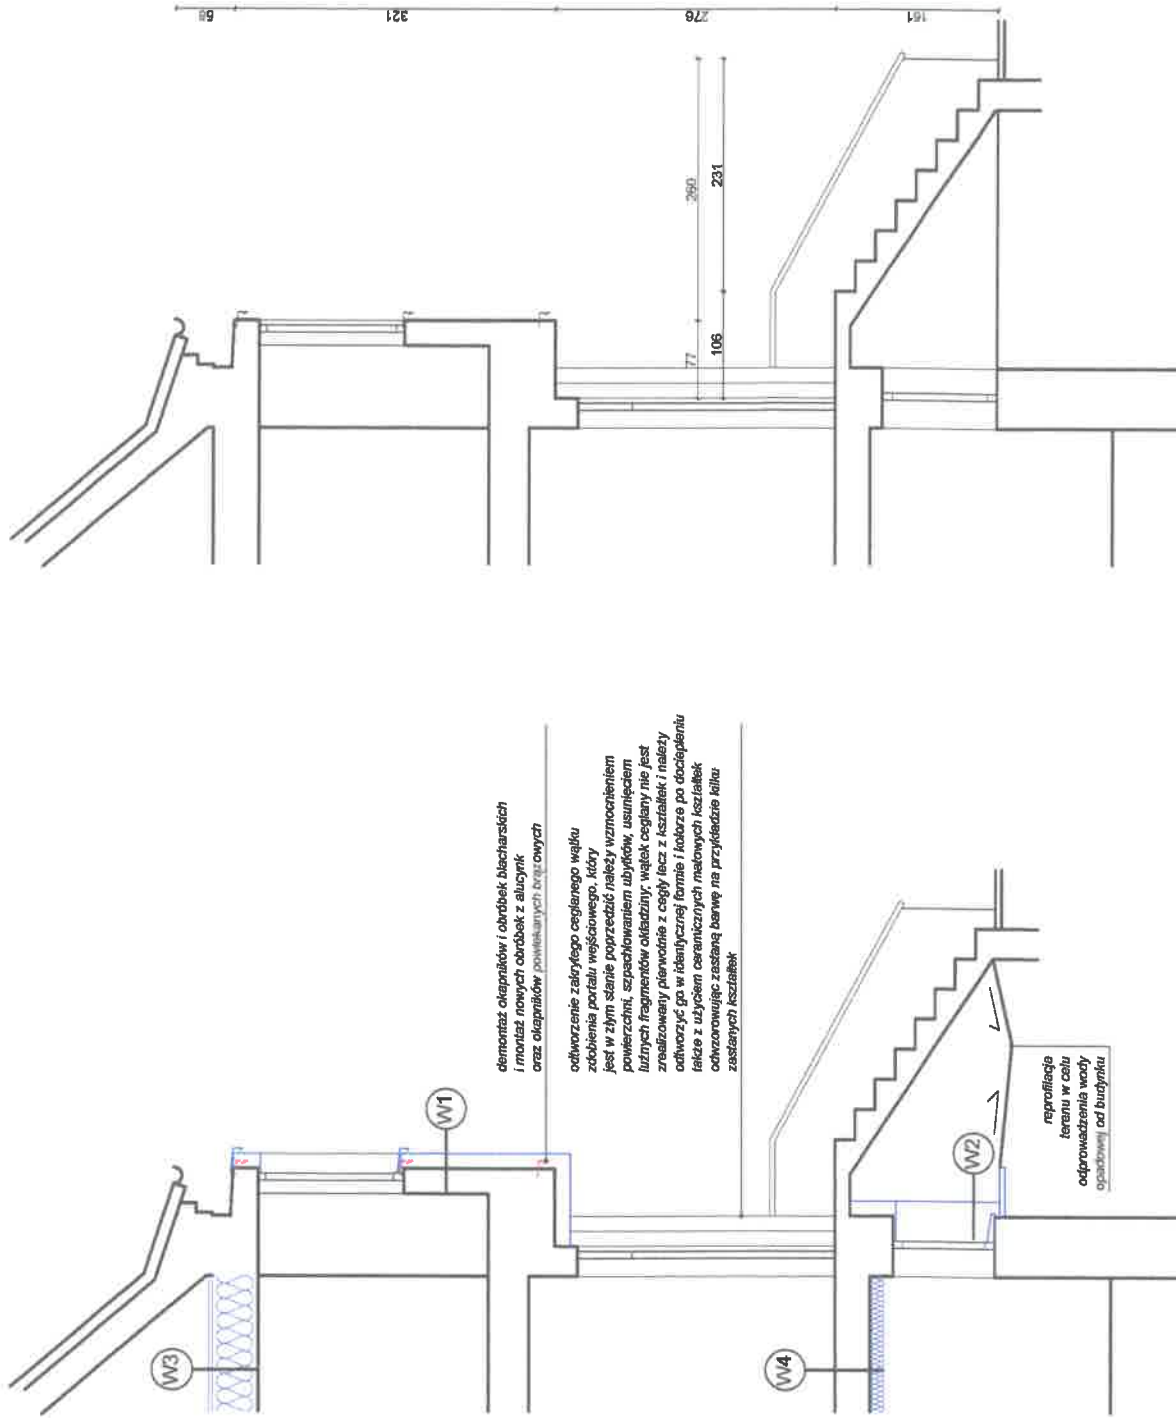 68
321
276
161
260
231
77
106
demontaż okapników i obróbek blacharskich
i montaż nowych obróbek z alucynk
oraz okapników powlekanych brązowych
odtworzenie zakrytego ceglanego wątku
zdobienia portalu wejściowego, który
jest w złym stanie poprzedzić należy wzmocnieniem
powierzchni, szpachlowaniem ubytków, usunięciem
luźnych fragmentów okładziny; wątek ceglany nie jest
zrealizowany pierwotnie z cegły lecz z kształtek i należy
odtworzyć go w identycznej formie i kolorze po dociepleniu
także z użyciem ceramicznych matowych kształtek
odwzorowując zastaną barwę na przykładzie kilku
zastanych kształtek
W1
W2
W3
W4
reprofilacja
terenu w celu
odprowadzenia wody
opadowej od budynku